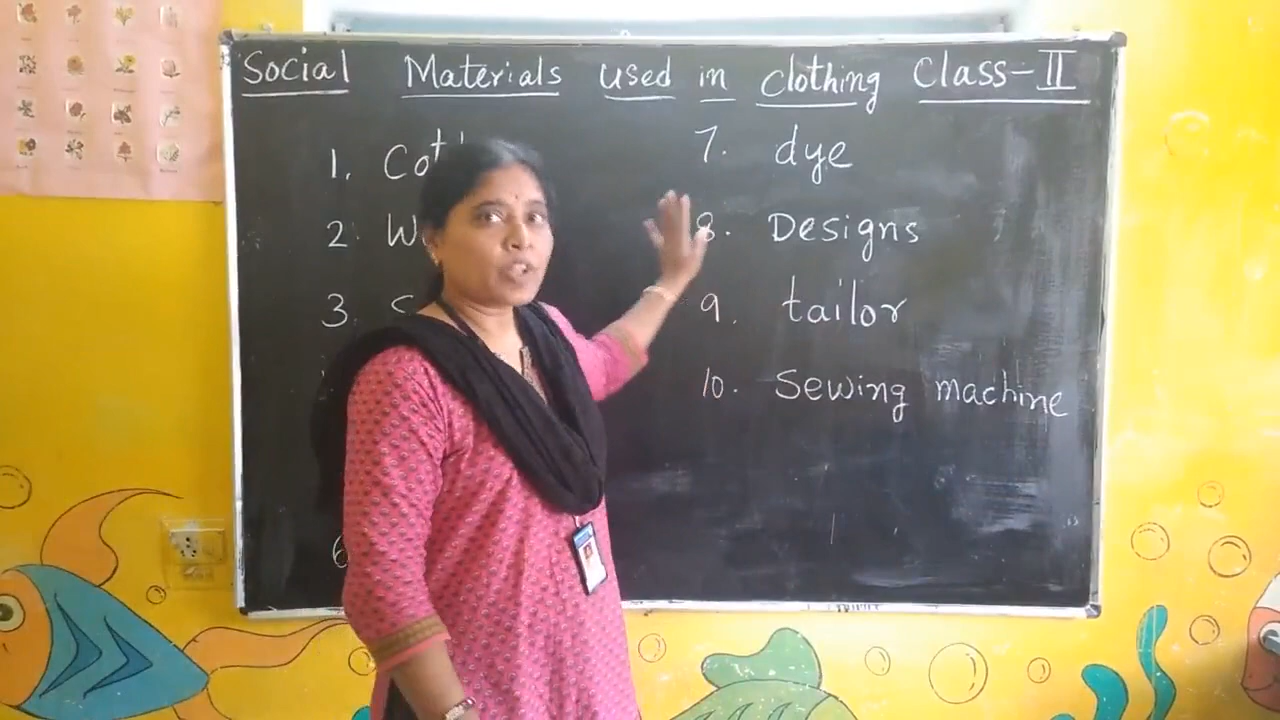 Social Materials used in clothing Class-II
1.
2.
3.
6
7. dye
8. Designs
9. tailor
10. Sewing machine